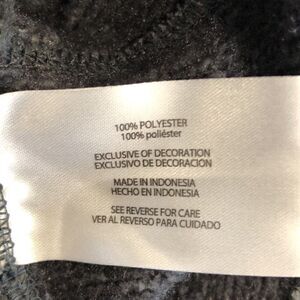 100% POLYESTER
100% poliéster
EXCLUSIVE OF DECORATION
EXCLUSIVO DE DECORACIÓN
MADE IN INDONESIA
HECHO EN INDONESIA
SEE REVERSE FOR CARE
VER AL REVERSO PARA CUIDADO